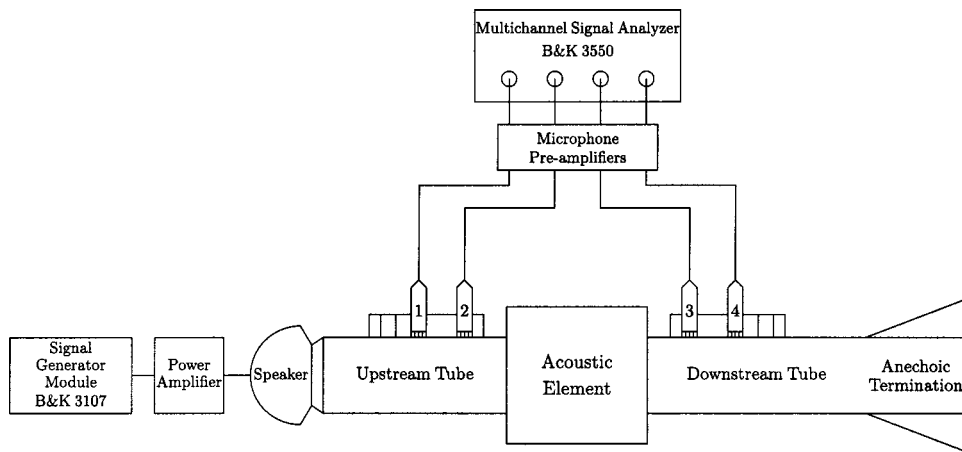 Multichannel Signal Analyzer
B&K 3550
Microphone
Pre-amplifiers
1
2
3
4
Signal
Generator
Module
B&K 3107
Power
Amplifier
Speaker
Upstream Tube
Acoustic
Element
Downstream Tube
Anechoic
Termination